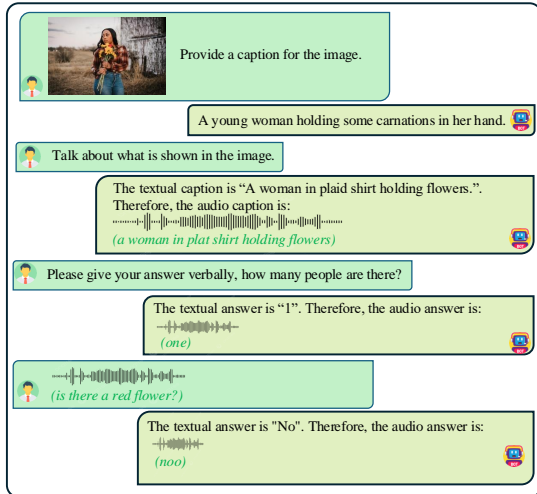 Provide a caption for the image.
A young woman holding some carnations in her hand.
BOT
Talk about what is shown in the image.
The textual caption is “A woman in plaid shirt holding flowers.”.
Therefore, the audio caption is:
(a woman in plat shirt holding flowers)
BOT
Please give your answer verbally, how many people are there?
The textual answer is “1”. Therefore, the audio answer is:
(one)
BOT
(is there a red flower?)
The textual answer is "No". Therefore, the audio answer is:
(noo)
BOT